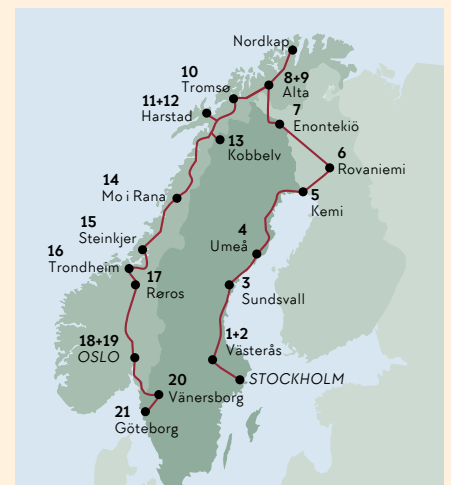 Nordkap
10
Tromsø
8+9
Alta
11+12
Harstad
7
Enontekiö
13
Kobbelv
6
Rovaniemi
14
Mo i Rana
5
Kemi
15
Steinkjer
4
Umeå
16
Trondheim
17
Røros
3
Sundsvall
18+19
OSLO
1+2
Västerås
STOCKHOLM
20
Vänersborg
21
Göteborg